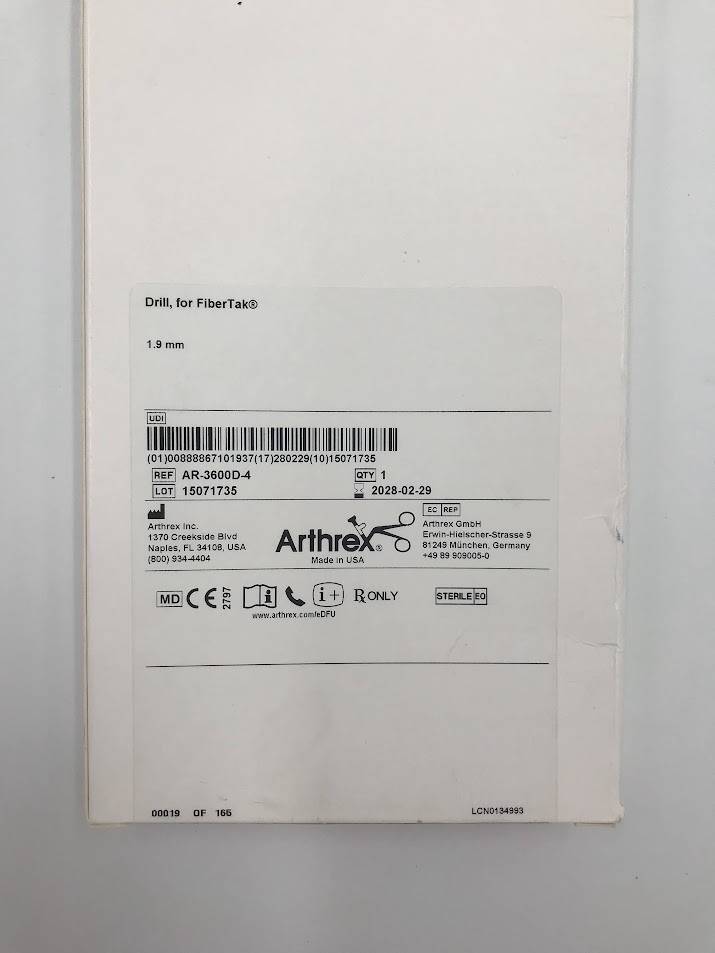 Drill, for FiberTak®
1.9 mm
UDI
(01)00888867101937(17)280229(10)15071735
REF AR-3600D-4 QTY 1
LOT 15071735 2028-02-29
Arthrex Inc.
1370 Creekside Blvd
Naples, FL 34108, USA
(800) 934-4404
Arthrex®
Made in USA
EC REP
Arthrex GmbH
Erwin-Hielscher-Strasse 9
81249 München, Germany
+49 89 909005-0
MD CE 2797 i i+ Rx ONLY STERILE EO
www.arthrex.com/eDFU
00019 OF 166 LCN0134993